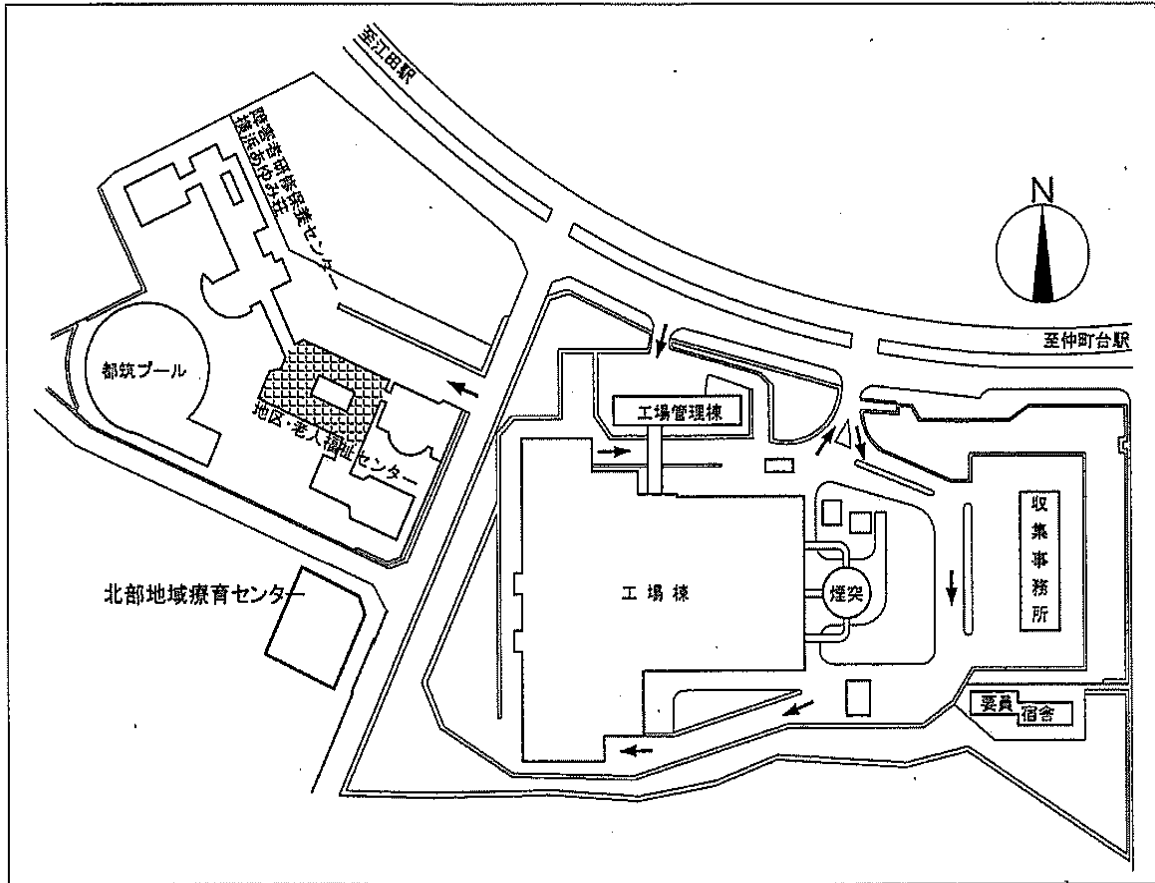 至江田駅
障害者研修保養センター
横浜あゆみ荘
N
至仲町台駅
都筑プール
工場管理棟
地区・老人福祉センター
収集事務所
北部地域療育センター
工場棟
煙突
要員宿舎